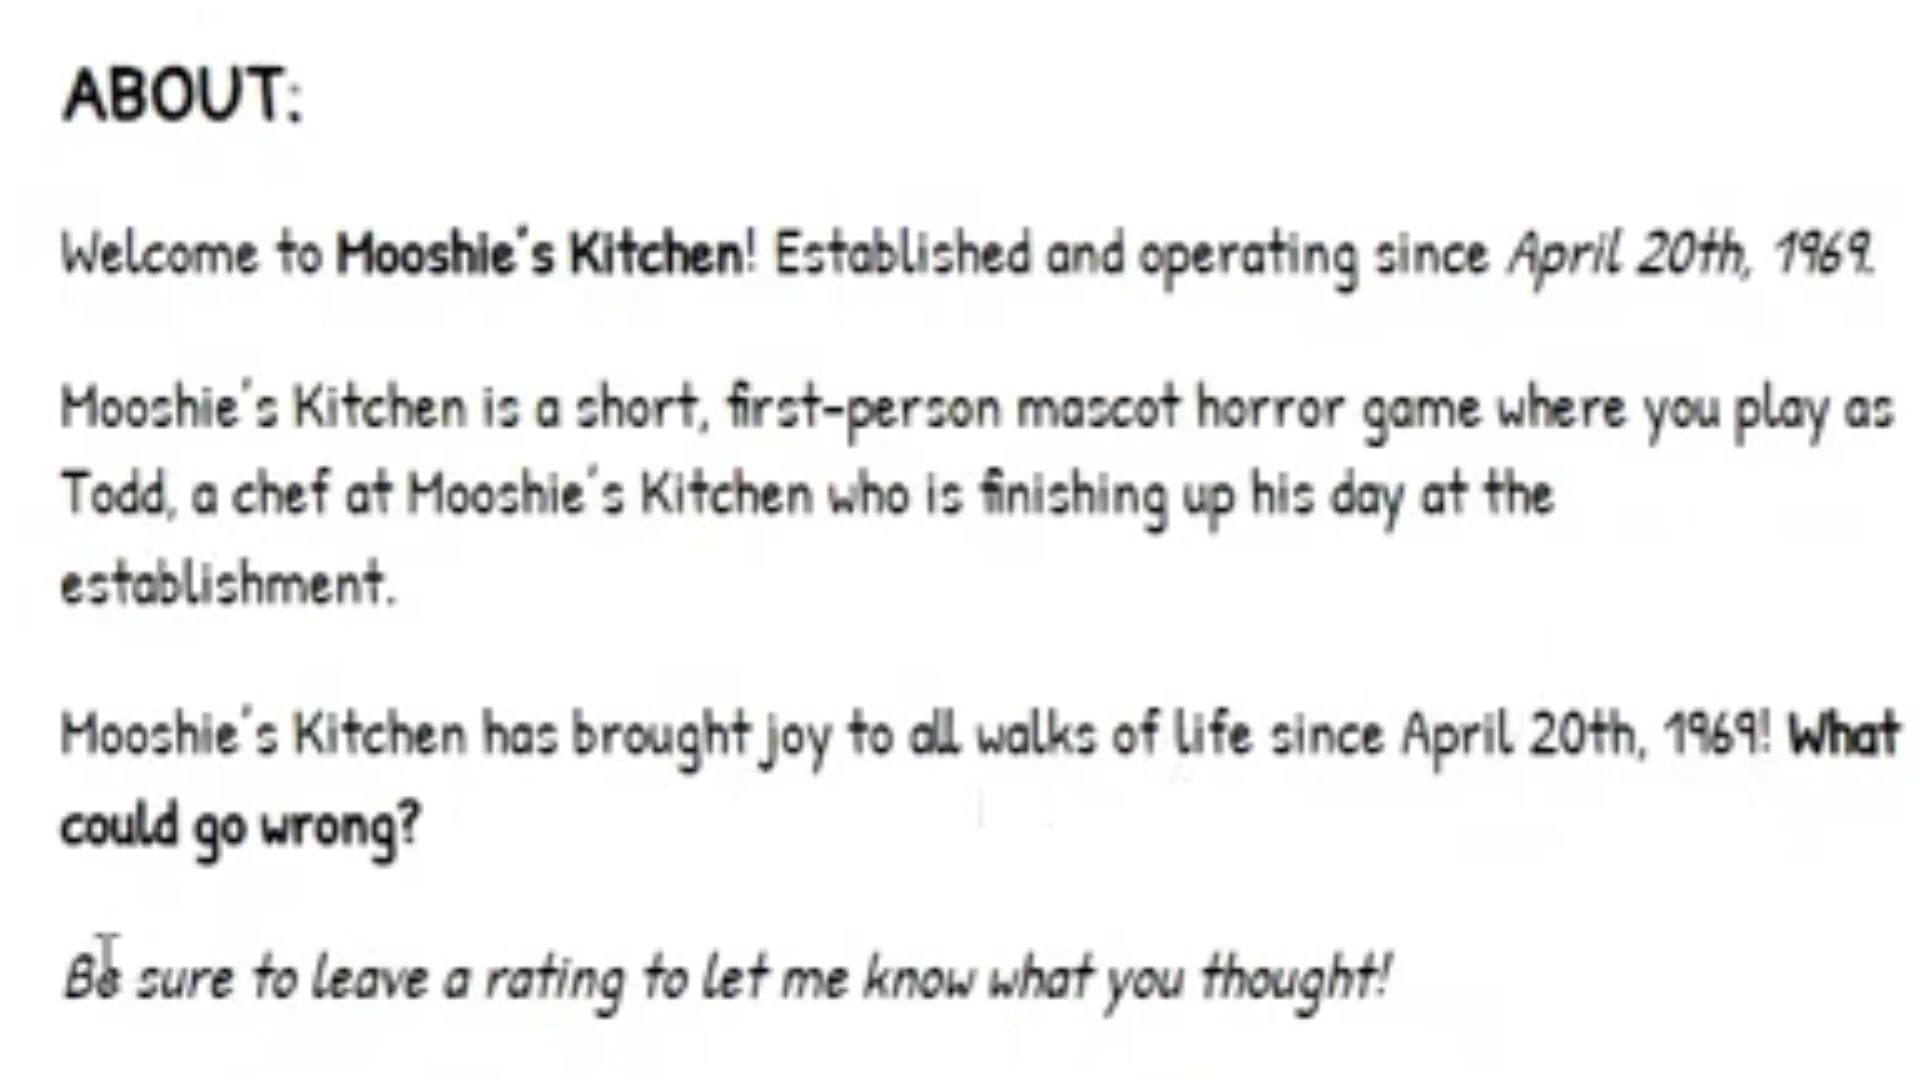 ABOUT:
Welcome to Mooshie's Kitchen! Established and operating since April 20th, 1969.
Mooshie's Kitchen is a short, first-person mascot horror game where you play as
Todd, a chef at Mooshie's Kitchen who is finishing up his day at the
establishment.
Mooshie's Kitchen has brought joy to all walks of life since April 20th, 1969! What
could go wrong?
Be sure to leave a rating to let me know what you thought!